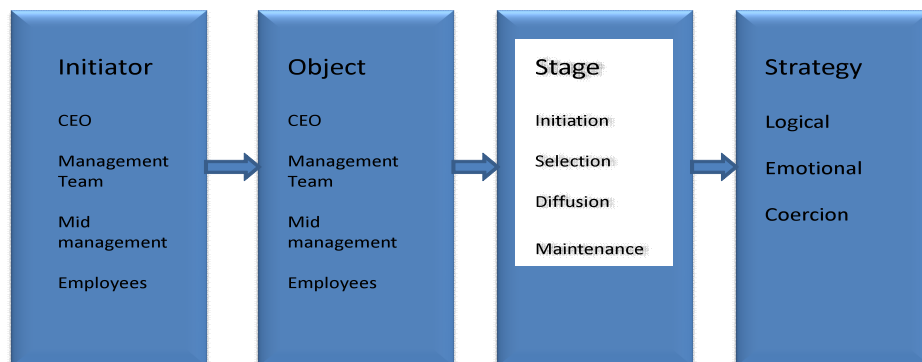 Initiator
CEO
Management
Team
Mid
management
Employees
Object
CEO
Management
Team
Mid
management
Employees
Stage
Initiation
Selection
Diffusion
Maintenance
Strategy
Logical
Emotional
Coercion